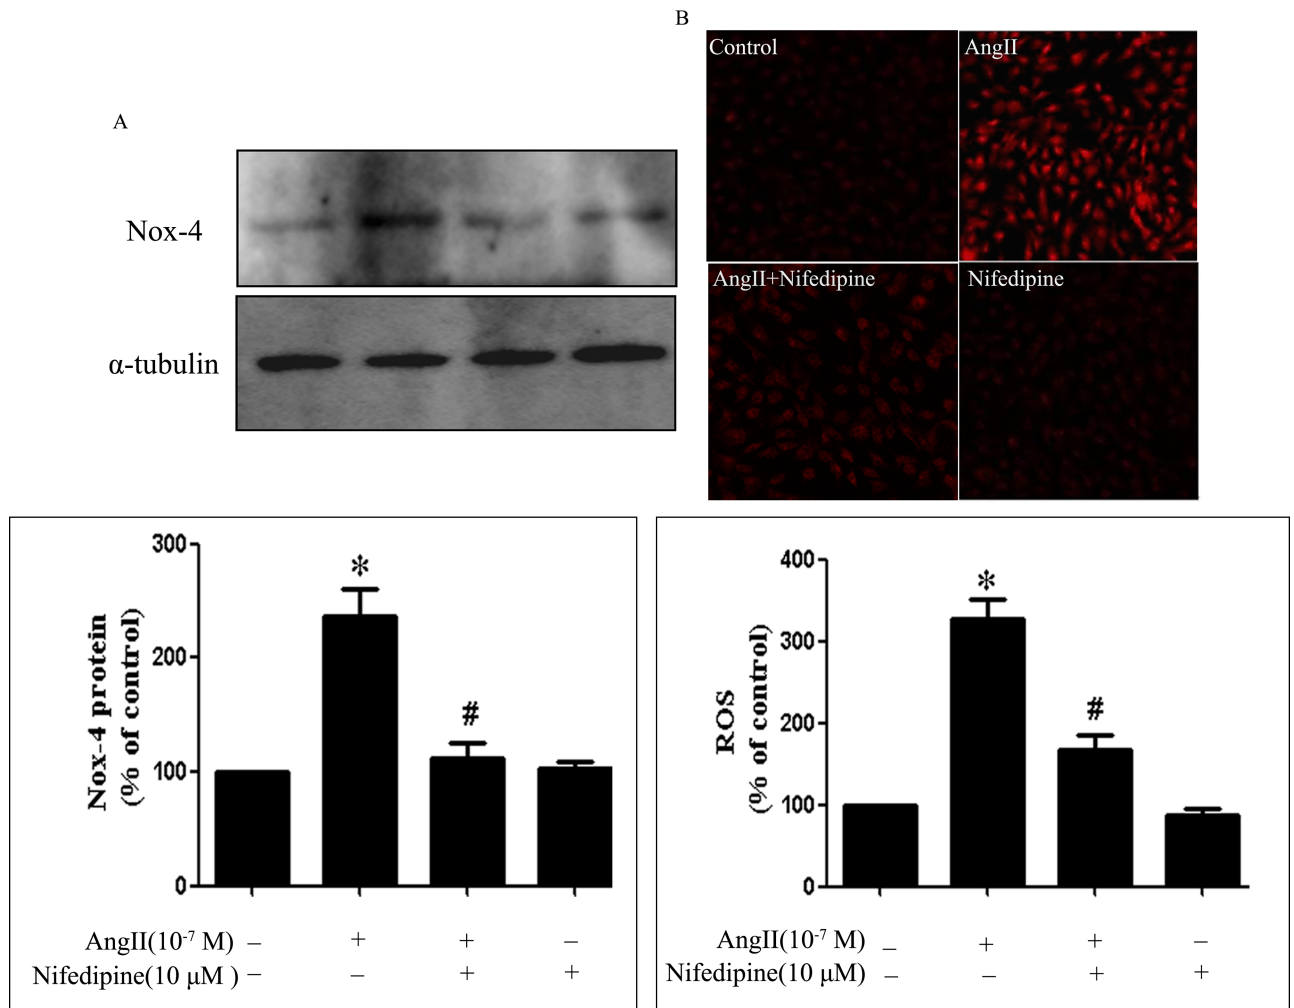 A
Nox-4
α-tubulin
B
Control
AngII
AngII+Nifedipine
Nifedipine
Nox-4 protein
(% of control)
300
200
100
0
*
#
AngII(10⁻⁷ M) – + + –
Nifedipine(10 μM ) – – + +
ROS
(% of control)
400
300
200
100
0
*
#
AngII(10⁻⁷ M) – + + –
Nifedipine(10 μM) – – + +